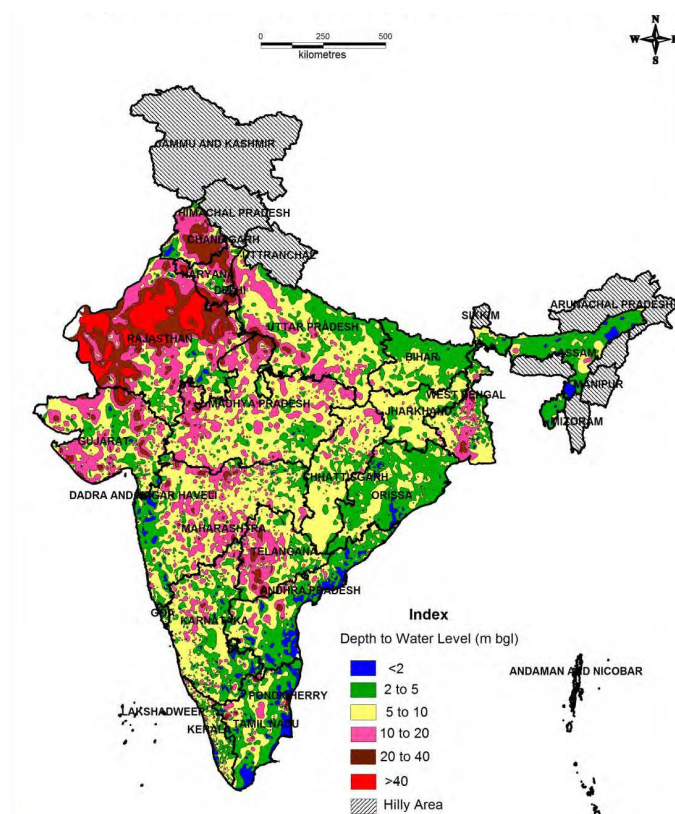 N
W E
S
0 250 500
kilometres
JAMMU AND KASHMIR
HIMACHAL PRADESH
CHANDIGARH
UTTRANCHAL
HARYANA
DELHI
ARUNACHAL PRADESH
SIKKIM
RAJASTHAN
UTTAR PRADESH
ASSAM
BIHAR
MANIPUR
WEST BENGAL
MADHYA PRADESH
JHARKHAND
MIZORAM
GUJARAT
CHHATTISGARH
DADRA AND NAGAR HAVELI
ORISSA
MAHARASHTRA
TELANGANA
ANDHRA PRADESH
GOA
KARNATAKA
Index
Depth to Water Level (m bgl)
<2
2 to 5
5 to 10
10 to 20
20 to 40
>40
Hilly Area
ANDAMAN AND NICOBAR
PONDICHERRY
LAKSHADWEEP
TAMIL NADU
KERALA